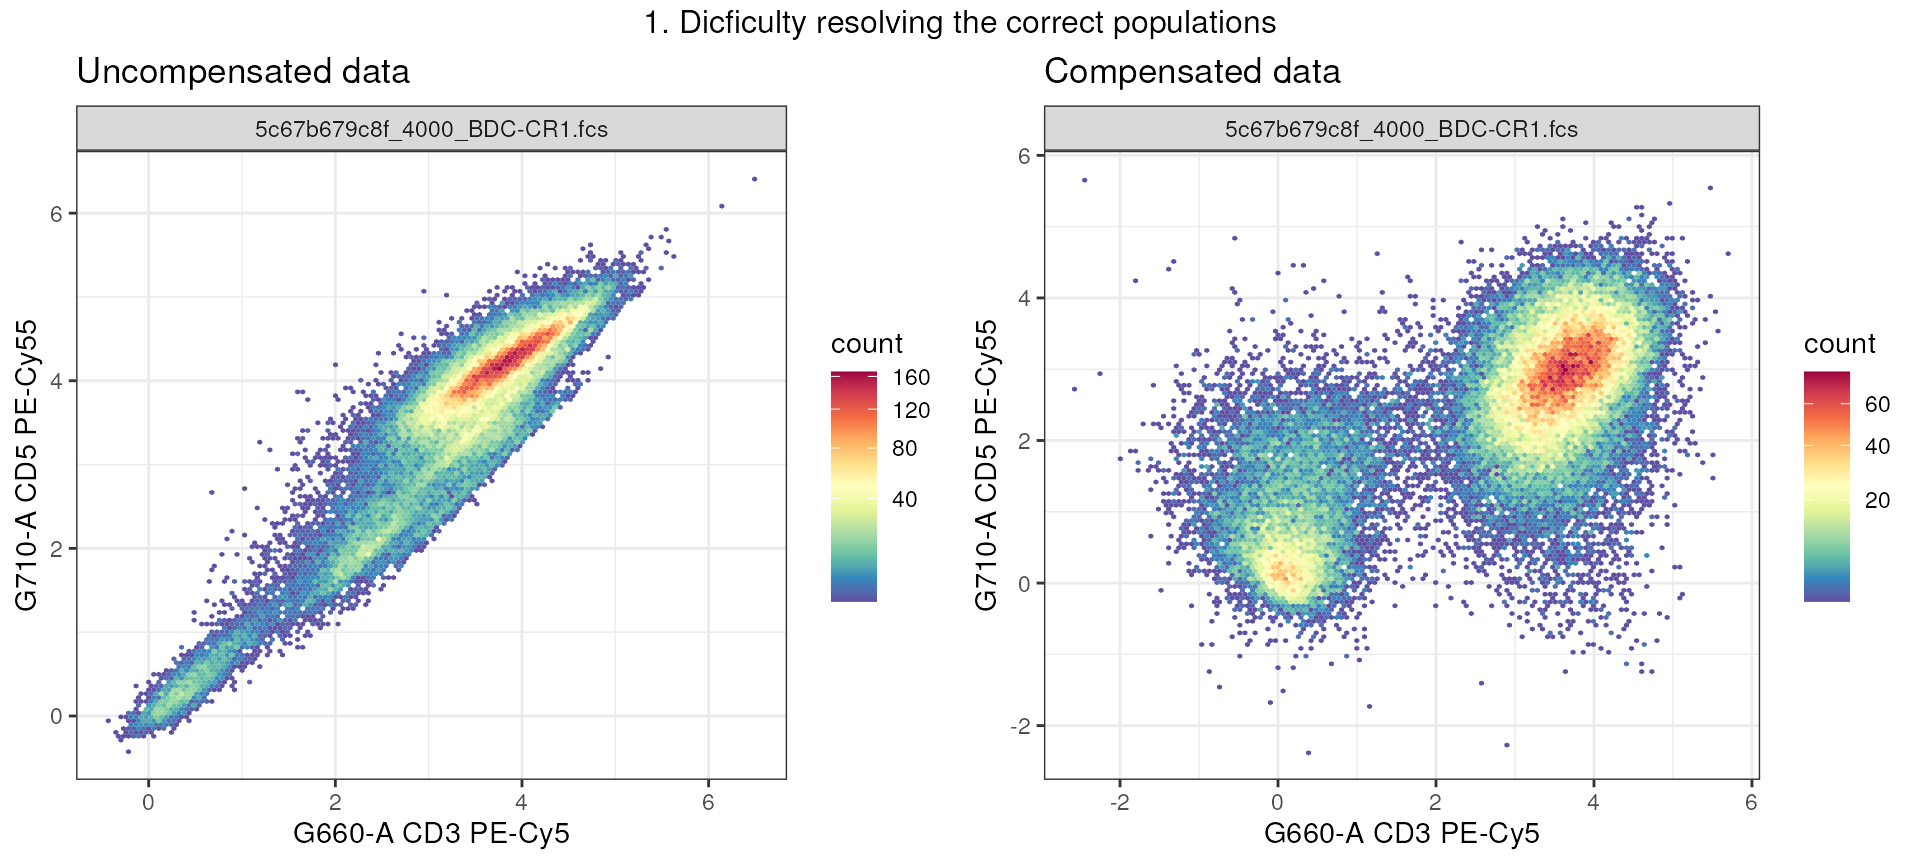 1. Dicficulty resolving the correct populations
Uncompensated data
5c67b679c8f_4000_BDC-CR1.fcs
G710-A CD5 PE-Cy55
6
4
2
0
0
2
4
6
G660-A CD3 PE-Cy5
count
160
120
80
40
Compensated data
5c67b679c8f_4000_BDC-CR1.fcs
G710-A CD5 PE-Cy55
6
4
2
0
-2
-2
0
2
4
6
G660-A CD3 PE-Cy5
count
60
40
20